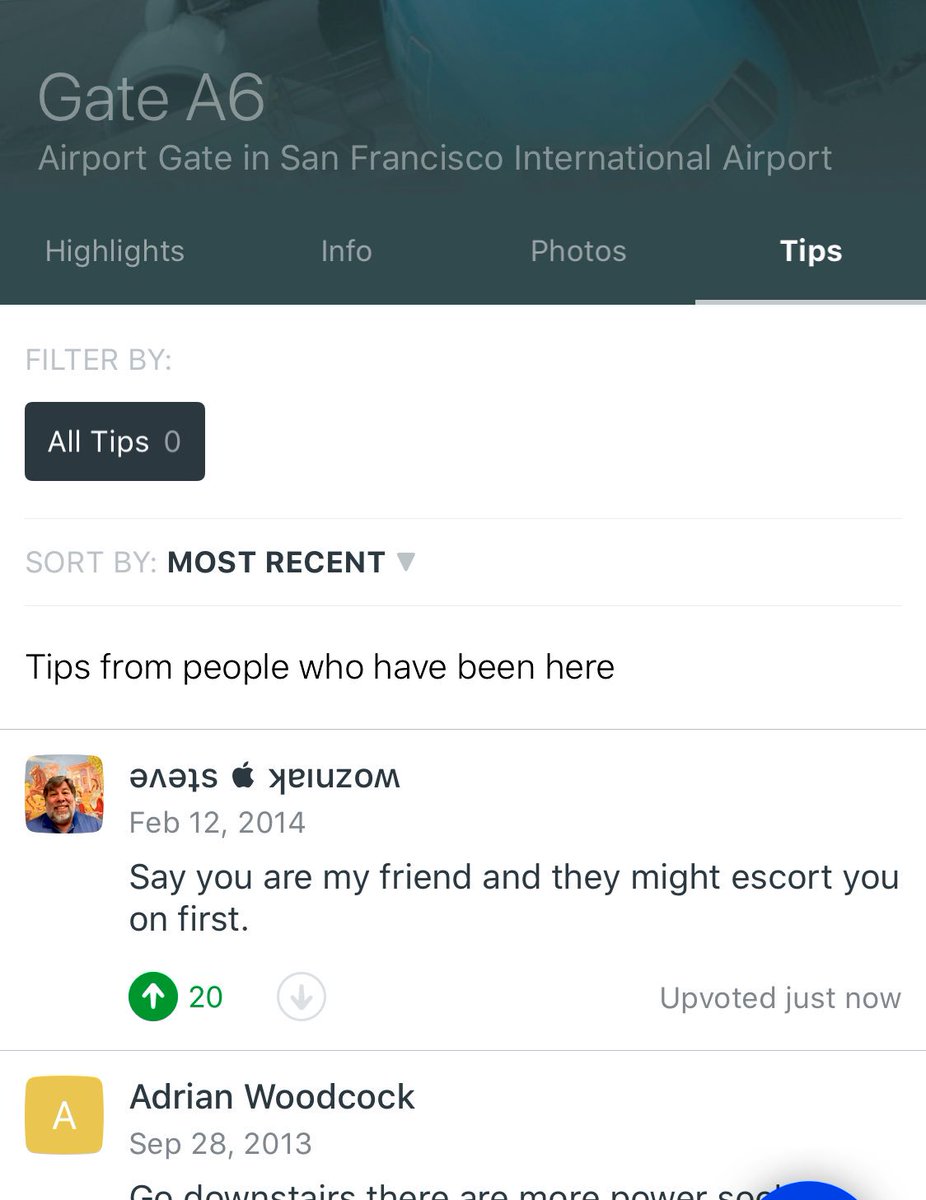 Gate A6
Airport Gate in San Francisco International Airport
Highlights Info Photos Tips
FILTER BY:
All Tips 0
SORT BY: MOST RECENT ▼
Tips from people who have been here
ǝʌǝʇs  ʞɐıuzoʍ
Feb 12, 2014
Say you are my friend and they might escort you
on first.
20 Upvoted just now
A
Adrian Woodcock
Sep 28, 2013
Go downstairs there are more power